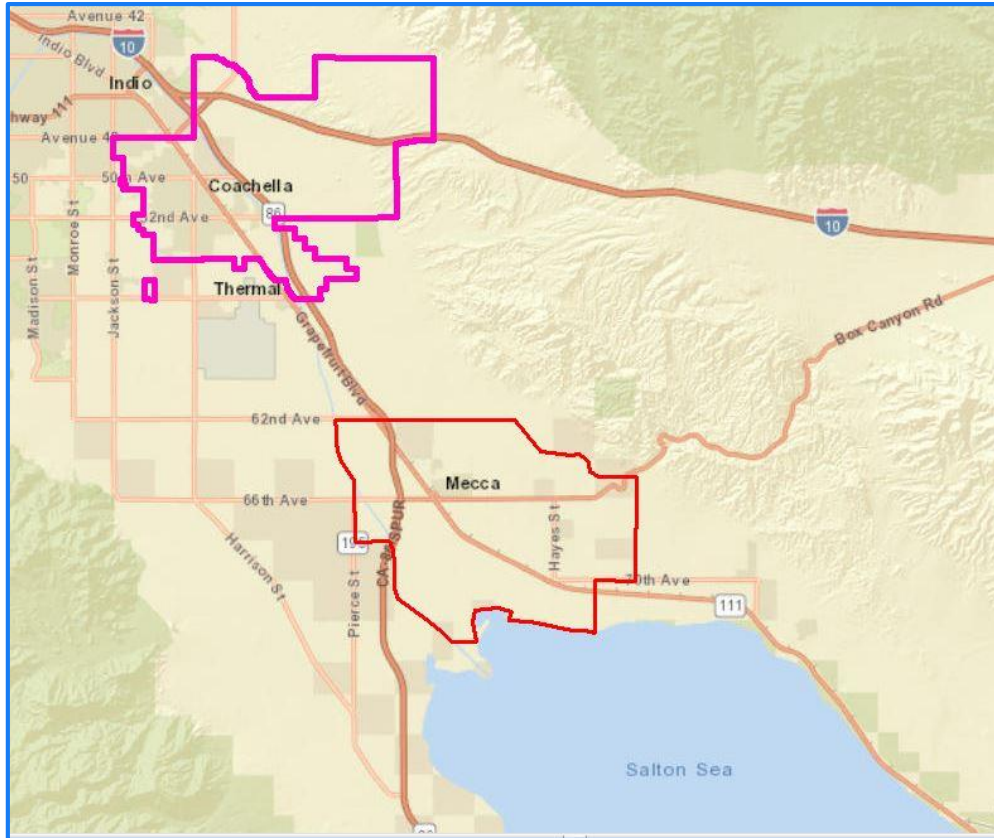 Avenue 42
10
Indio Blvd
Indio
hway 111
Avenue 48
50
50th Ave
Coachella
86
52nd Ave
Monroe St
Madison St
Jackson St
Thermal
Grapefruit Blvd
10
Box Canyon Rd
62nd Ave
Mecca
66th Ave
CA-86 SPUR
Hayes St
195
Harrison St
Pierce St
70th Ave
111
Salton Sea